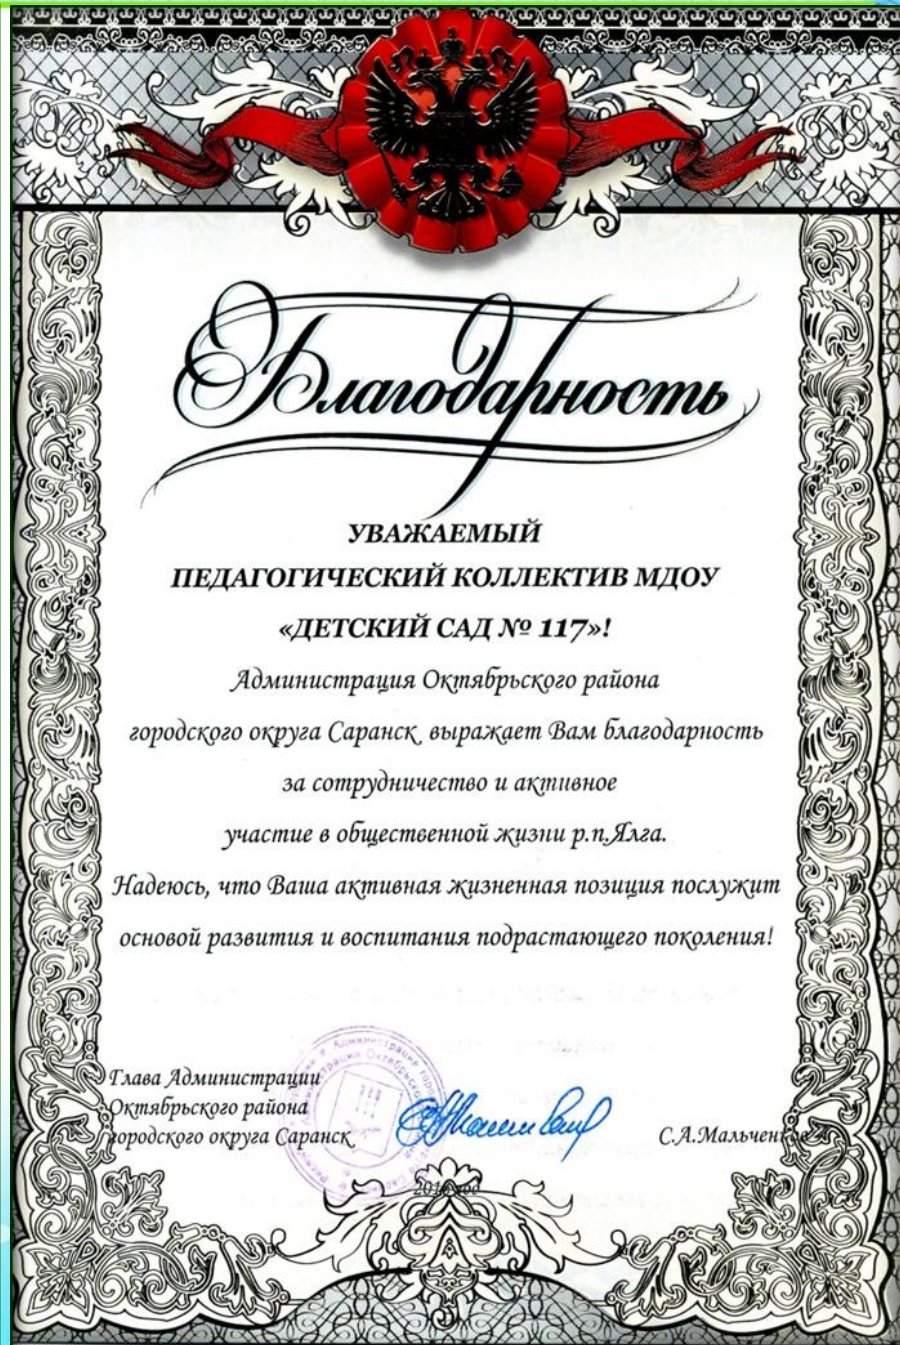 Благодарность
УВАЖАЕМЫЙ
ПЕДАГОГИЧЕСКИЙ КОЛЛЕКТИВ МДОУ
«ДЕТСКИЙ САД № 117»!
Администрация Октябрьского района
городского округа Саранск выражает Вам благодарность
за сотрудничество и активное
участие в общественной жизни р.п.Ялга.
Надеюсь, что Ваша активная жизненная позиция послужит
основой развития и воспитания подрастающего поколения!
Глава Администрации
Октябрьского района
городского округа Саранск
С.А.Мальченков
год